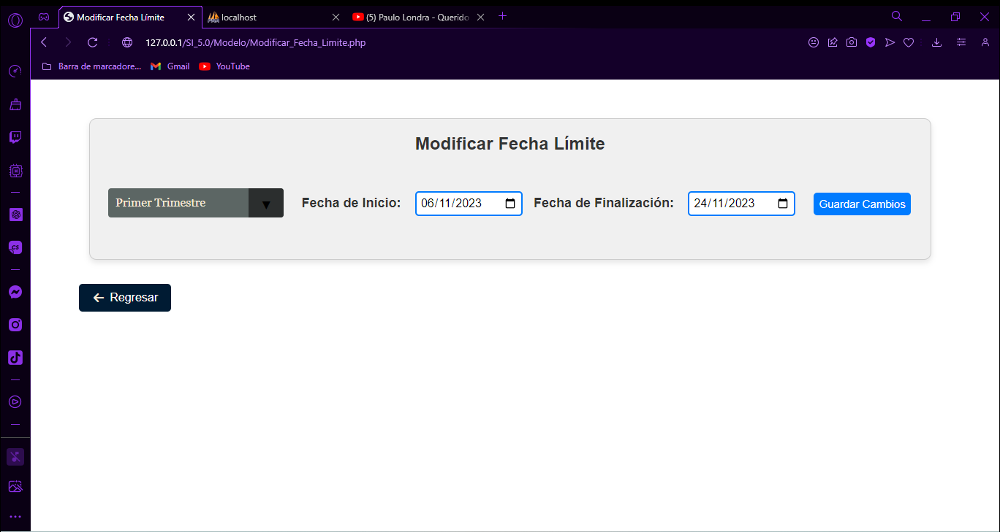 Modificar Fecha Límite
localhost
(5) Paulo Londra - Querido
127.0.0.1/SI_5.0/Modelo/Modificar_Fecha_Limite.php
Barra de marcadore... Gmail YouTube
Modificar Fecha Límite
Primer Trimestre ▼ Fecha de Inicio: 06/11/2023 Fecha de Finalización: 24/11/2023 Guardar Cambios
← Regresar